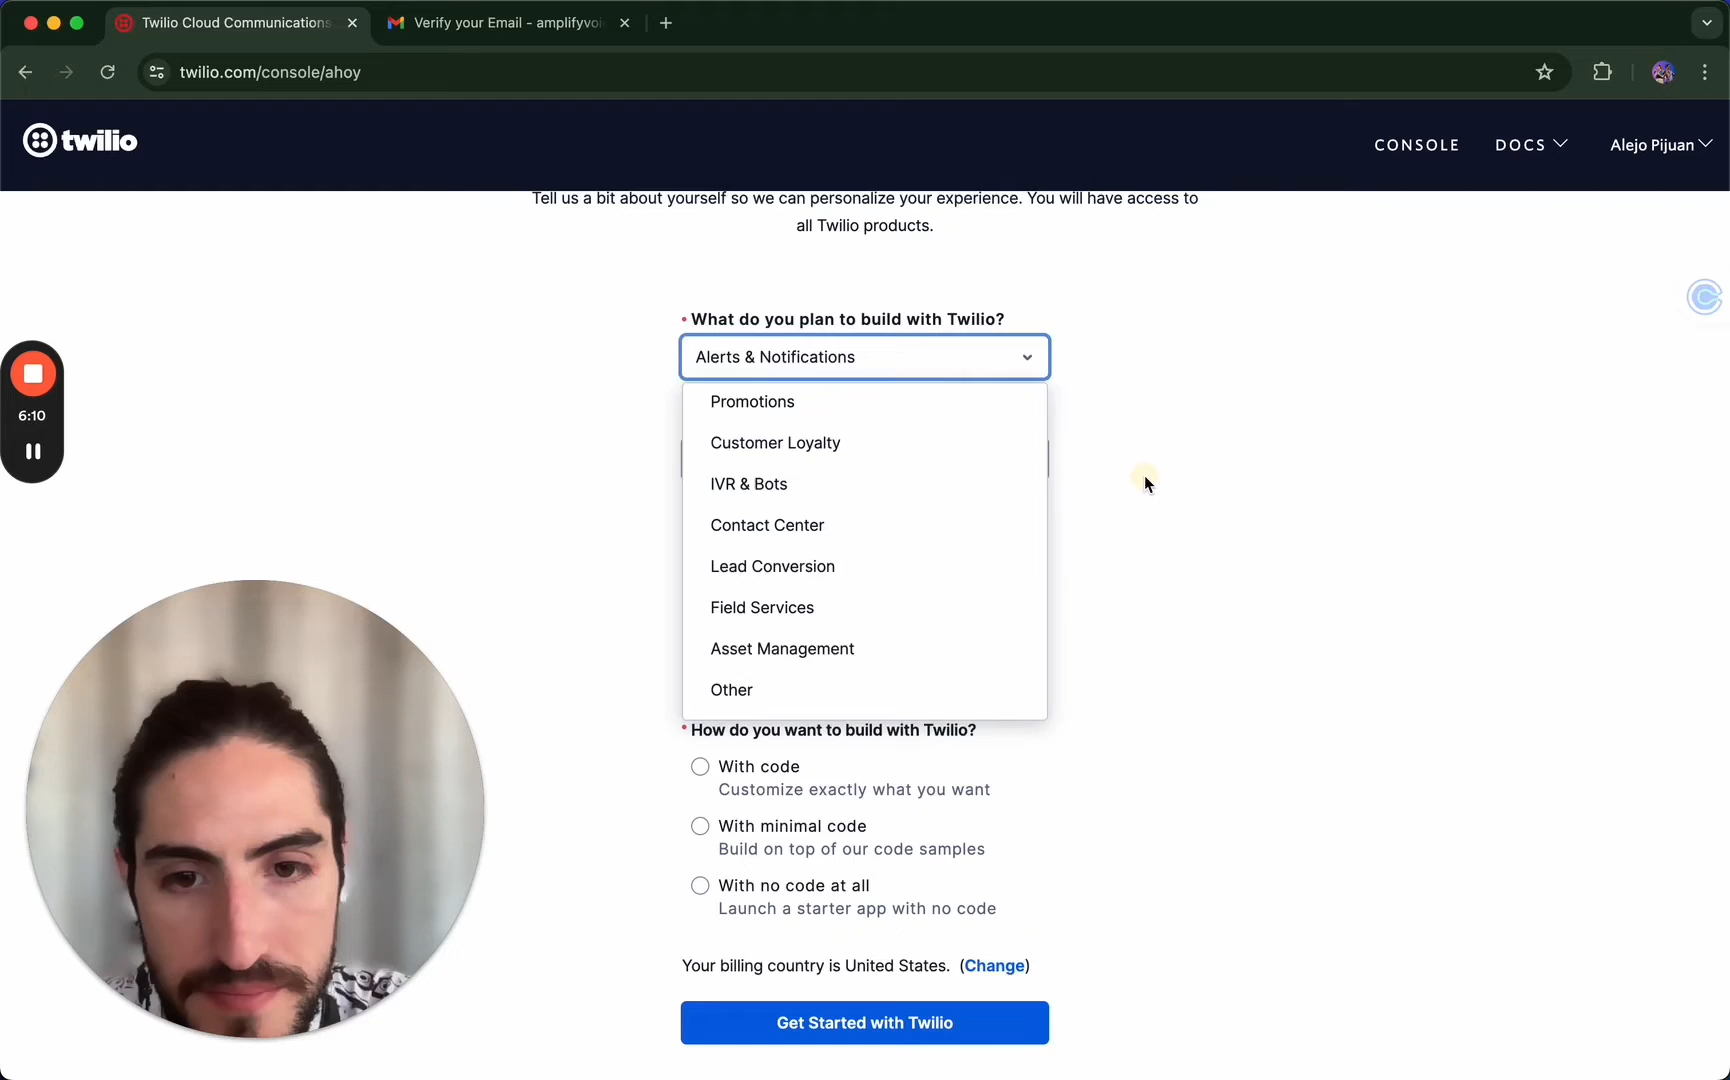 Twilio Cloud Communications
Verify your Email - amplifyvoi
twilio.com/console/ahoy
twilio
CONSOLE
DOCS
Alejo Pijuan
Tell us a bit about yourself so we can personalize your experience. You will have access to
all Twilio products.
• What do you plan to build with Twilio?
Alerts & Notifications
Promotions
Customer Loyalty
IVR & Bots
Contact Center
Lead Conversion
Field Services
Asset Management
Other
6:10
• How do you want to build with Twilio?
With code
Customize exactly what you want
With minimal code
Build on top of our code samples
With no code at all
Launch a starter app with no code
Your billing country is United States. (Change)
Get Started with Twilio